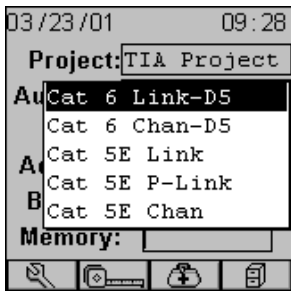 03/23/01 09:28
Project: TIA Project
Au
Cat 6 Link-D5
Cat 6 Chan-D5
Cat 5E Link
A
Cat 5E P-Link
B
Cat 5E Chan
Memory: